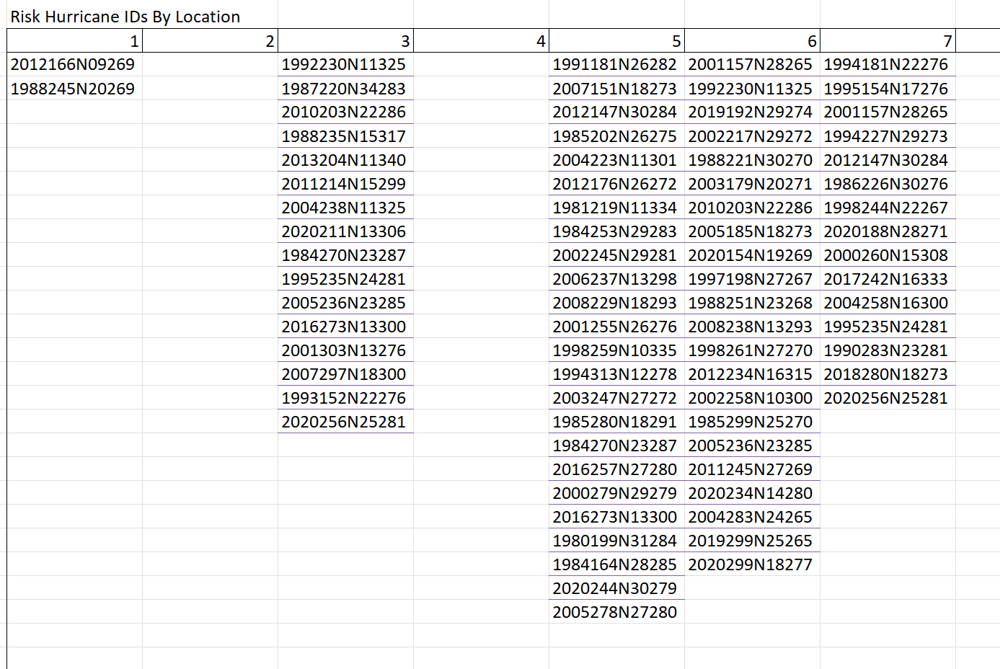 Risk Hurricane IDs By Location
1 2 3 4 5 6 7
2012166N09269 1992230N11325 1991181N26282 2001157N28265 1994181N22276
1988245N20269 1987220N34283 2007151N18273 1992230N11325 1995154N17276
2010203N22286 2012147N30284 2019192N29274 2001157N28265
1988235N15317 1985202N26275 2002217N29272 1994227N29273
2013204N11340 2004223N11301 1988221N30270 2012147N30284
2011214N15299 2012176N26272 2003179N20271 1986226N30276
2004238N11325 1981219N11334 2010203N22286 1998244N22267
2020211N13306 1984253N29283 2005185N18273 2020188N28271
1984270N23287 2002245N29281 2020154N19269 2000260N15308
1995235N24281 2006237N13298 1997198N27267 2017242N16333
2005236N23285 2008229N18293 1988251N23268 2004258N16300
2016273N13300 2001255N26276 2008238N13293 1995235N24281
2001303N13276 1998259N10335 1998261N27270 1990283N23281
2007297N18300 1994313N12278 2012234N16315 2018280N18273
1993152N22276 2003247N27272 2002258N10300 2020256N25281
2020256N25281 1985280N18291 1985299N25270
1984270N23287 2005236N23285
2016257N27280 2011245N27269
2000279N29279 2020234N14280
2016273N13300 2004283N24265
1980199N31284 2019299N25265
1984164N28285 2020299N18277
2020244N30279
2005278N27280